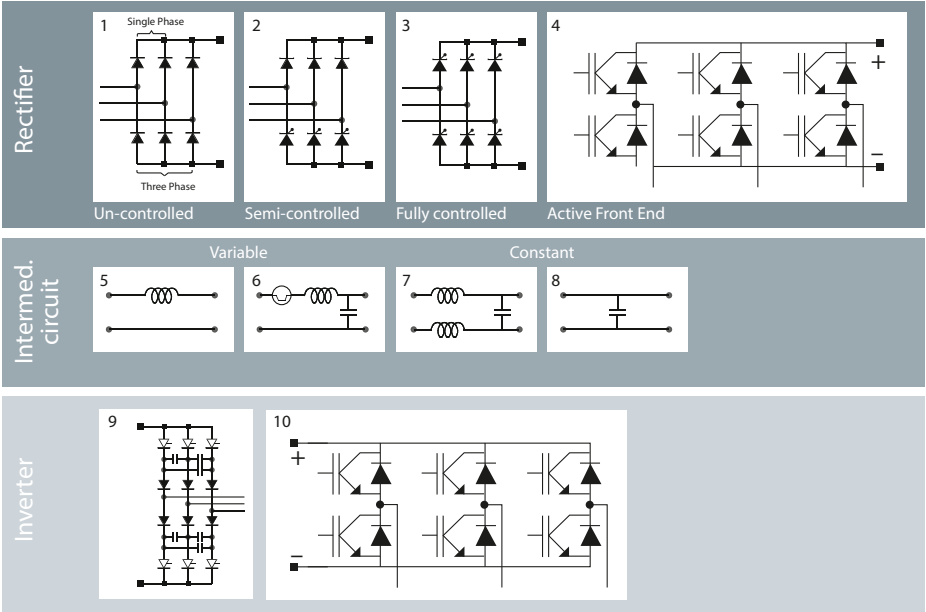 Rectifier
1
Single Phase
Three Phase
Un-controlled
2
Semi-controlled
3
Fully controlled
4
+
−
Active Front End
Intermed.
circuit
Variable
Constant
5
6
7
8
Inverter
9
10
+
−